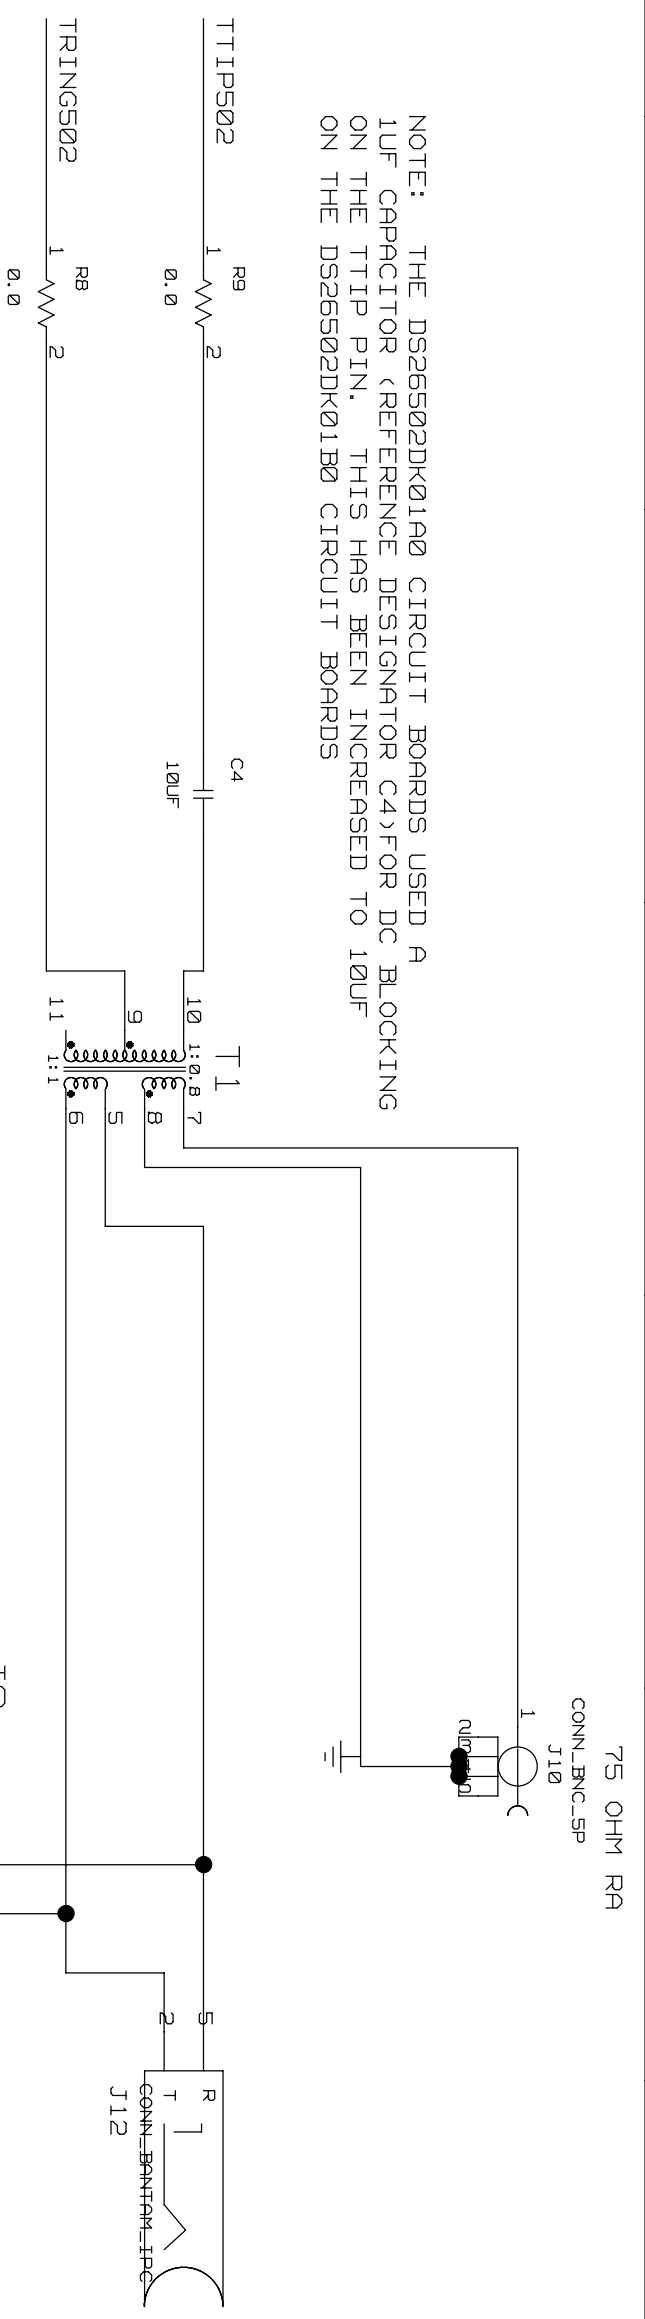 75 OHM RA
CONN_BNC_5P
J10
1
NOTE: THE DS26502DK01A0 CIRCUIT BOARDS USED A
1UF CAPACITOR (REFERENCE DESIGNATOR C4)FOR DC BLOCKING
ON THE TTIP PIN. THIS HAS BEEN INCREASED TO 10UF
ON THE DS26502DK01B0 CIRCUIT BOARDS
TTIP502
1
R9
0.0
2
C4
10UF
T1
10
1:0.8
7
9
8
5
11
1:1
6
TRING502
1
R8
0.0
2
5
2
R
T
CONN_BANTAM_IPC
J12